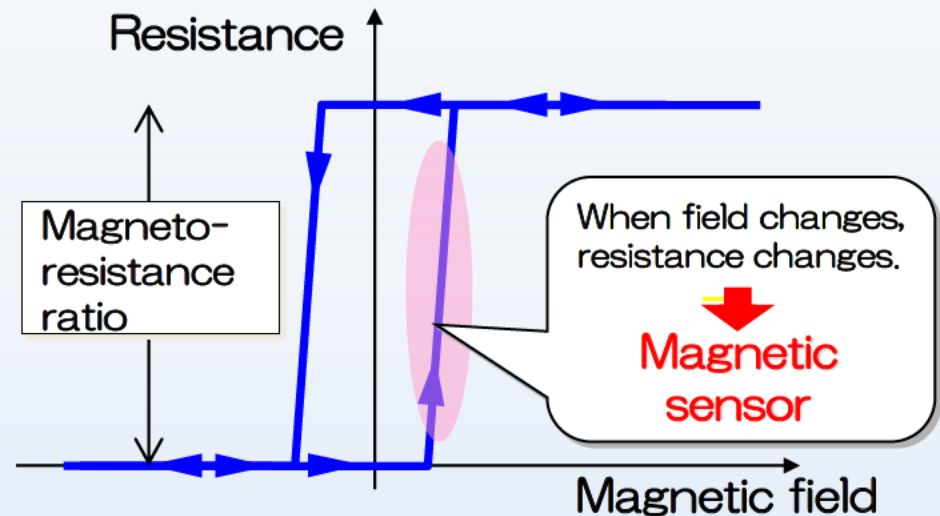 Resistance
Magneto-
resistance
ratio
When field changes,
resistance changes.
Magnetic
sensor
Magnetic field